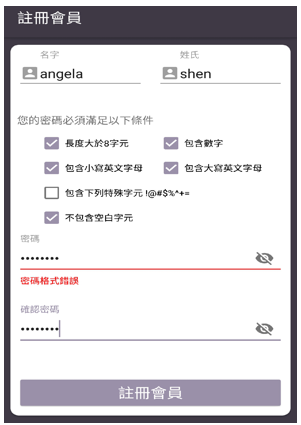 註冊會員
名字 姓氏
angela shen
您的密碼必須滿足以下條件
長度大於8字元 包含數字
包含小寫英文字母 包含大寫英文字母
包含下列特殊字元 !@#$%^+=
不包含空白字元
密碼
••••••••
密碼格式錯誤
確認密碼
••••••••
註冊會員